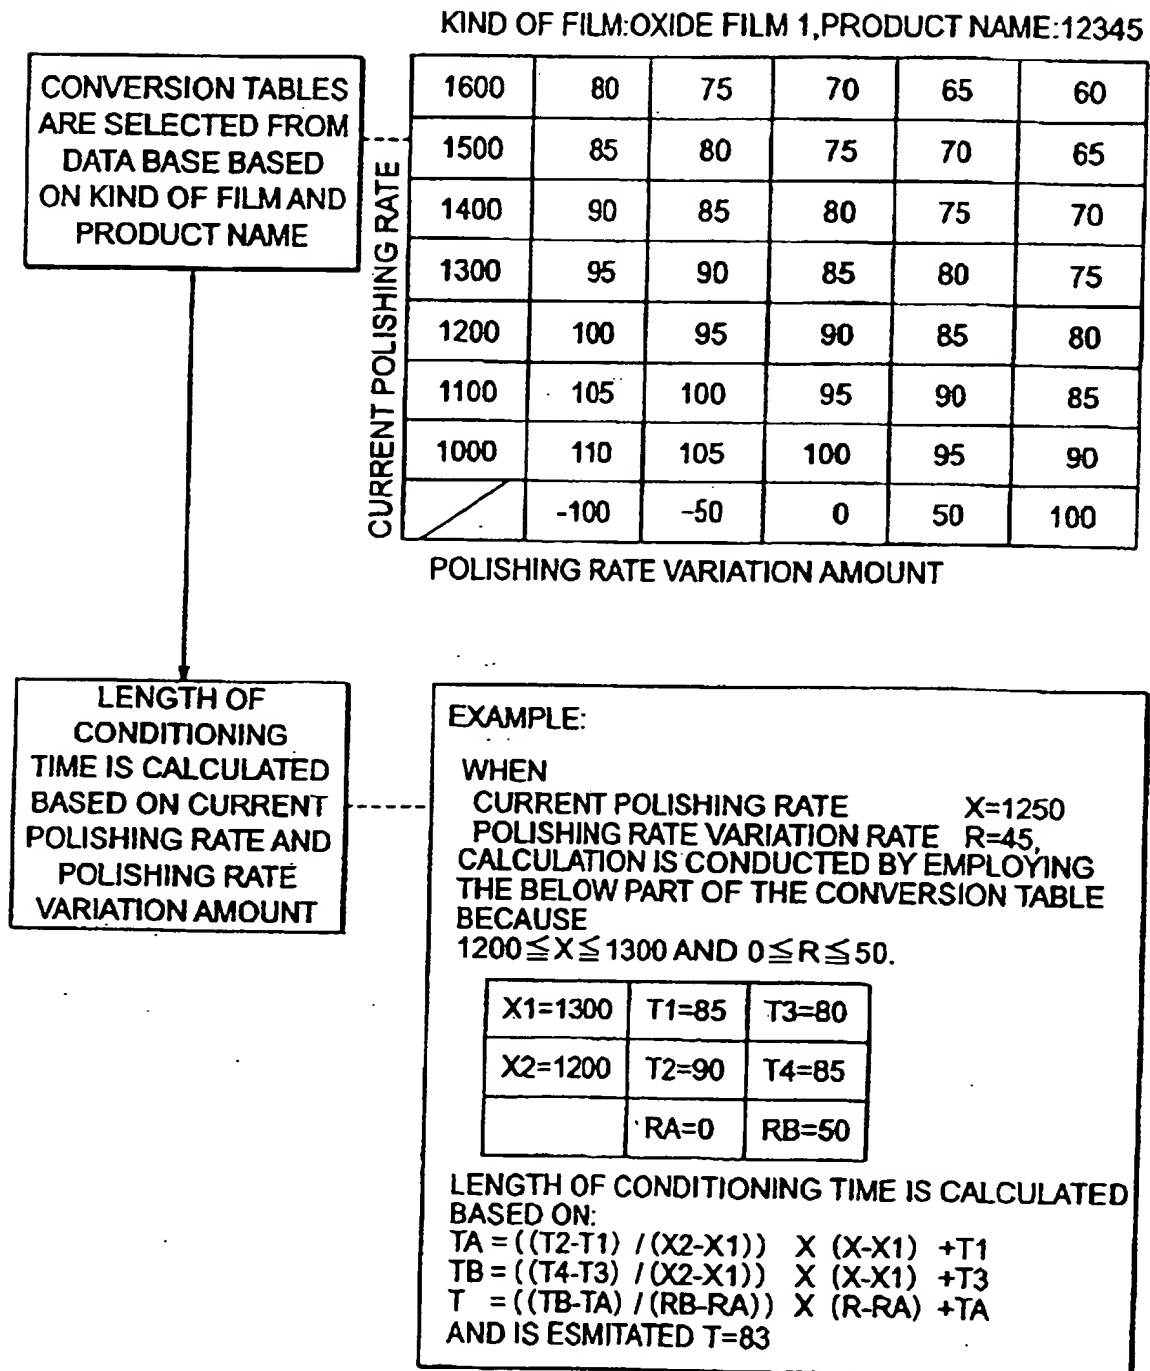 KIND OF FILM:OXIDE FILM 1,PRODUCT NAME:12345
CONVERSION TABLES
ARE SELECTED FROM
DATA BASE BASED
ON KIND OF FILM AND
PRODUCT NAME
CURRENT POLISHING RATE
1600 80 75 70 65 60
1500 85 80 75 70 65
1400 90 85 80 75 70
1300 95 90 85 80 75
1200 100 95 90 85 80
1100 105 100 95 90 85
1000 110 105 100 95 90
-100 -50 0 50 100
POLISHING RATE VARIATION AMOUNT
LENGTH OF
CONDITIONING
TIME IS CALCULATED
BASED ON CURRENT
POLISHING RATE AND
POLISHING RATE
VARIATION AMOUNT
EXAMPLE:
WHEN
CURRENT POLISHING RATE X=1250
POLISHING RATE VARIATION RATE R=45,
CALCULATION IS CONDUCTED BY EMPLOYING
THE BELOW PART OF THE CONVERSION TABLE
BECAUSE
1200≦X≦1300 AND 0≦R≦50.
X1=1300 T1=85 T3=80
X2=1200 T2=90 T4=85
RA=0 RB=50
LENGTH OF CONDITIONING TIME IS CALCULATED
BASED ON:
TA = ((T2-T1) / (X2-X1)) X (X-X1) +T1
TB = ((T4-T3) / (X2-X1)) X (X-X1) +T3
T = ((TB-TA) / (RB-RA)) X (R-RA) +TA
AND IS ESMITATED T=83